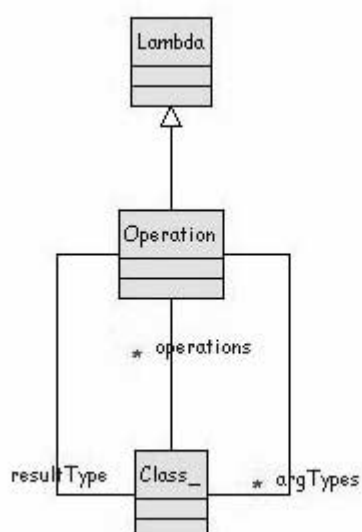 Lambda
Operation
* operations
resultType
Class_
* argTypes